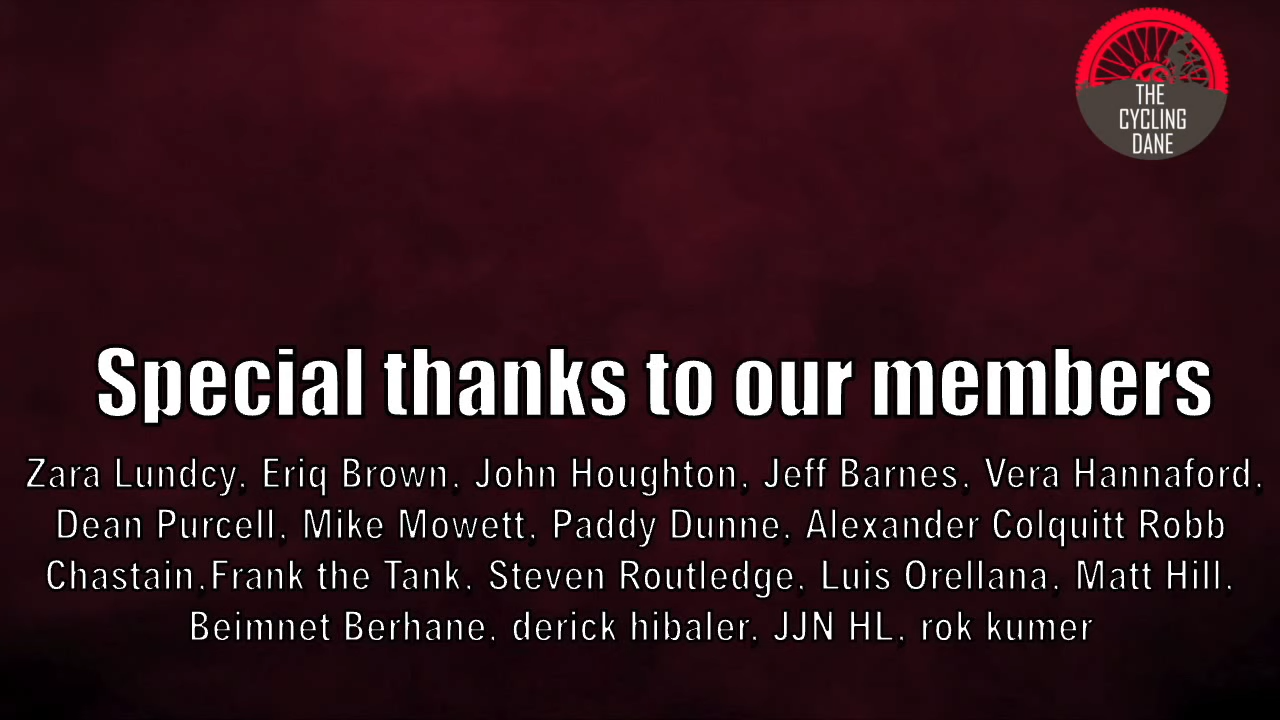 THE
CYCLING
DANE
Special thanks to our members
Zara Lundcy, Eriq Brown, John Houghton, Jeff Barnes, Vera Hannaford,
Dean Purcell, Mike Mowett, Paddy Dunne, Alexander Colquitt Robb
Chastain,Frank the Tank, Steven Routledge, Luis Orellana, Matt Hill,
Beimnet Berhane, derick hibaler, JJN HL, rok kumer